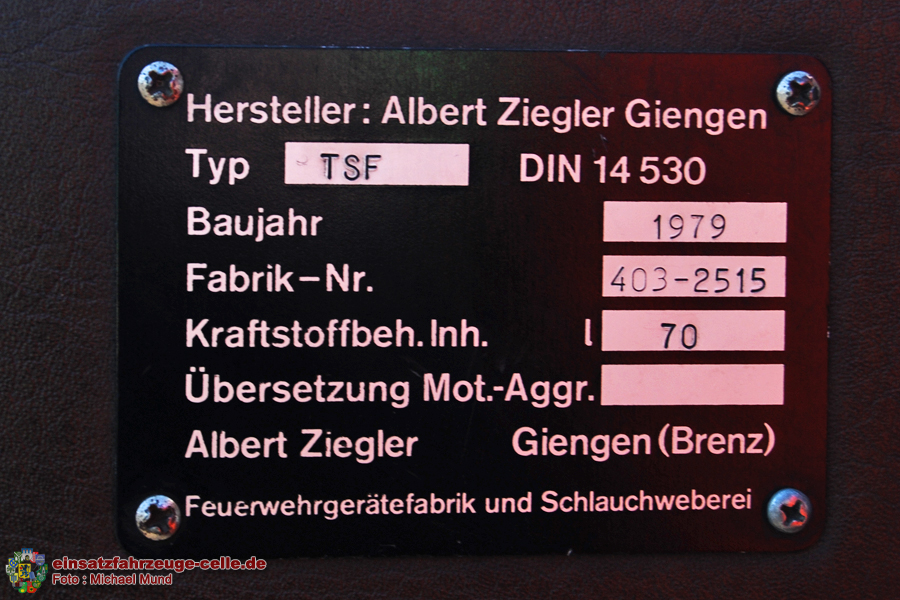 Hersteller: Albert Ziegler Giengen
Typ TSF DIN 14 530
Baujahr 1979
Fabrik-Nr. 403-2515
Kraftstoffbeh. Inh. l 70
Übersetzung Mot.-Aggr.
Albert Ziegler Giengen (Brenz)
Feuerwehrgerätefabrik und Schlauchweberei
einsatzfahrzeuge-celle.de
Foto : Michael Mund